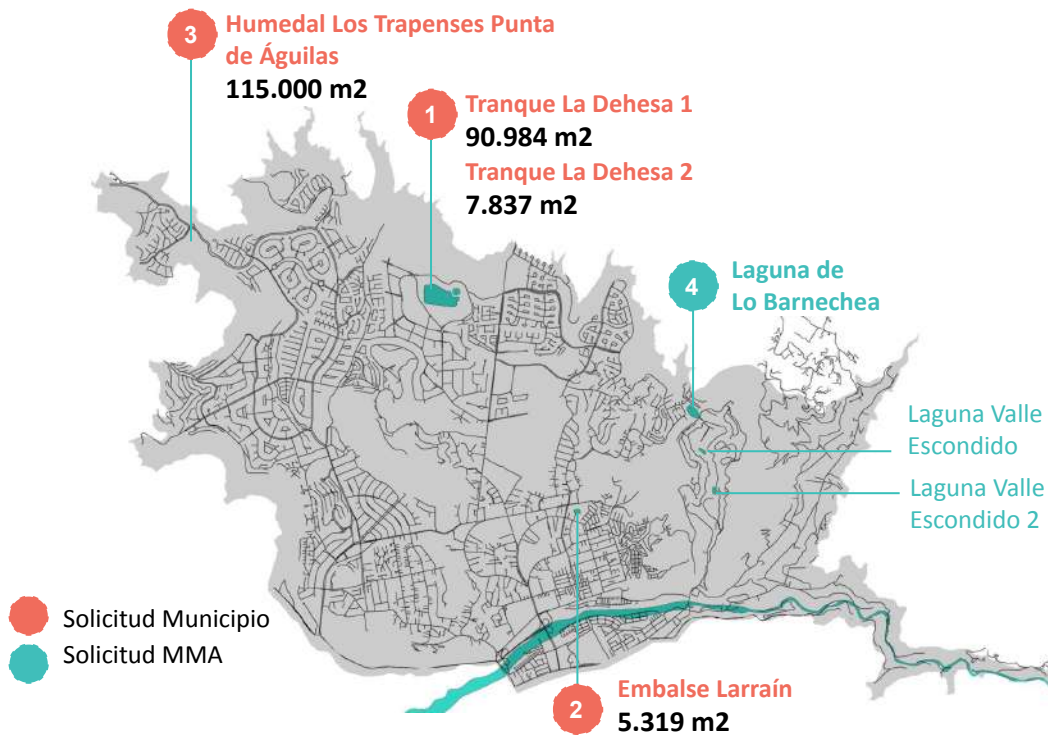 3
Humedal Los Trapenses Punta
de Águilas
115.000 m2
1
Tranque La Dehesa 1
90.984 m2
Tranque La Dehesa 2
7.837 m2
4
Laguna de
Lo Barnechea
Laguna Valle
Escondido
Laguna Valle
Escondido 2
Solicitud Municipio
Solicitud MMA
2
Embalse Larraín
5.319 m2